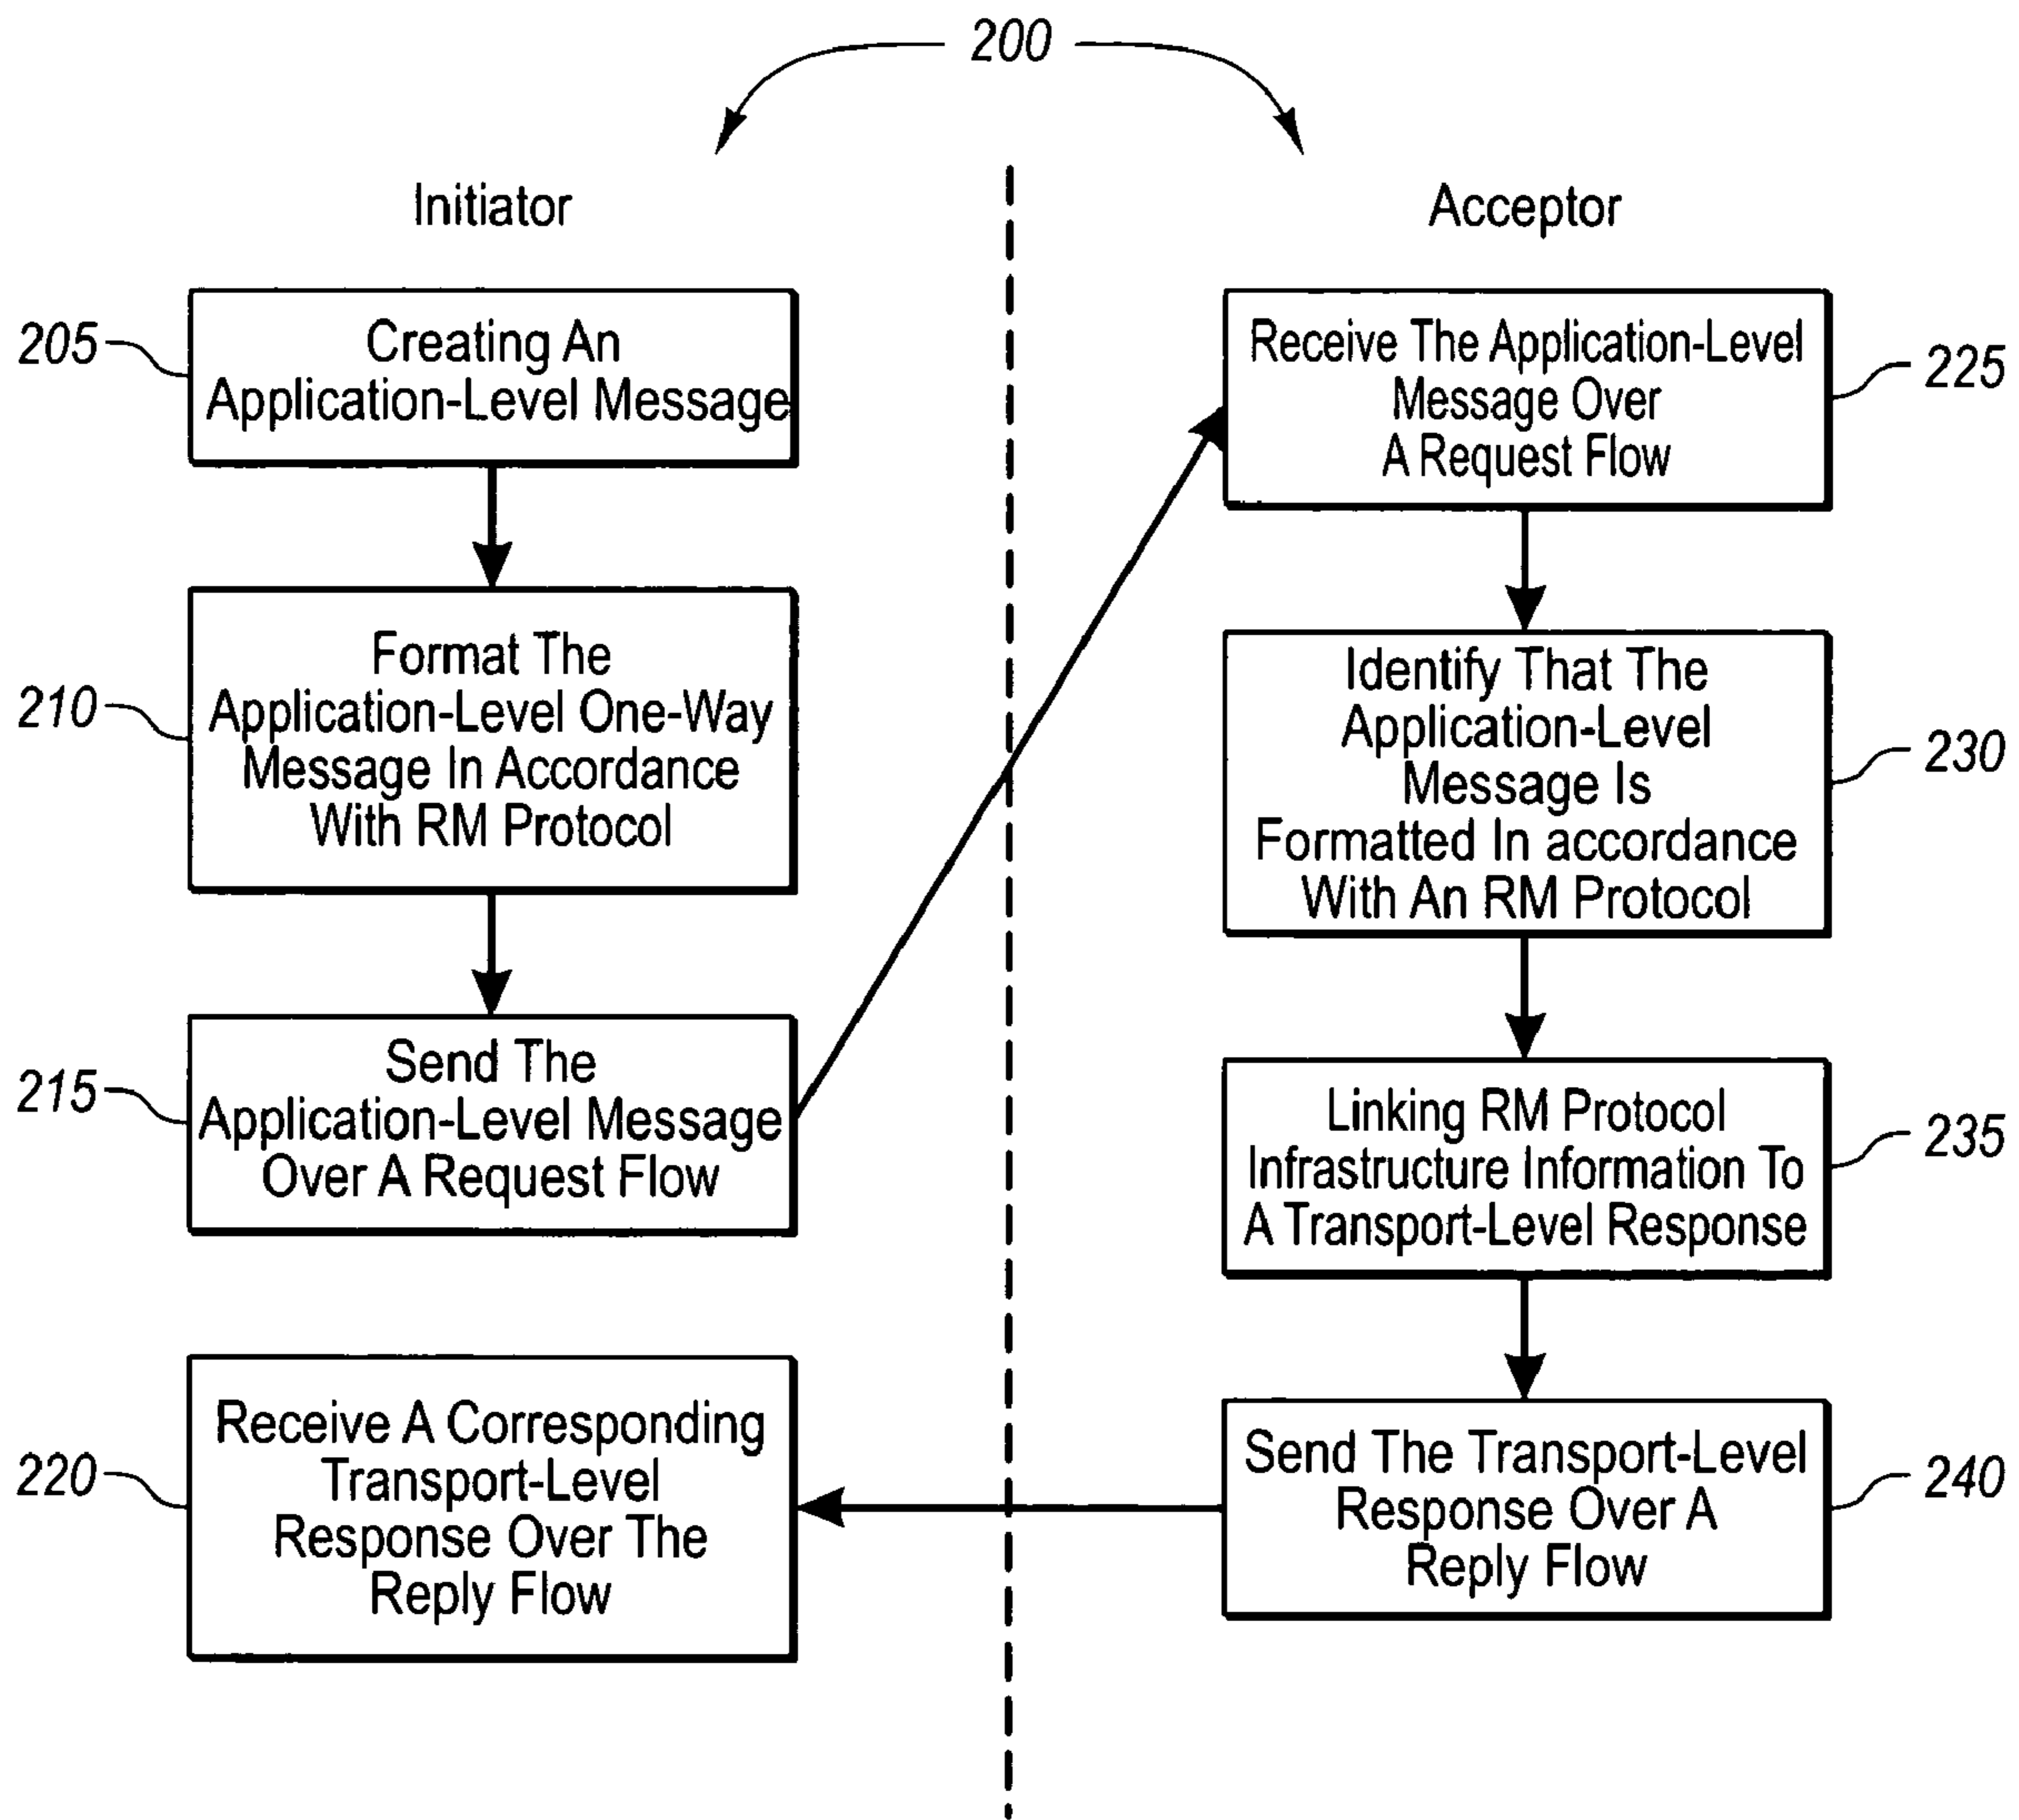 200
Initiator
205
Creating An
Application-Level Message
210
Format The
Application-Level One-Way
Message In Accordance
With RM Protocol
215
Send The
Application-Level Message
Over A Request Flow
220
Receive A Corresponding
Transport-Level
Response Over The
Reply Flow
Acceptor
Receive The Application-Level
Message Over
A Request Flow
225
Identify That The
Application-Level
Message Is
Formatted In accordance
With An RM Protocol
230
Linking RM Protocol
Infrastructure Information To
A Transport-Level Response
235
Send The Transport-Level
Response Over A
Reply Flow
240